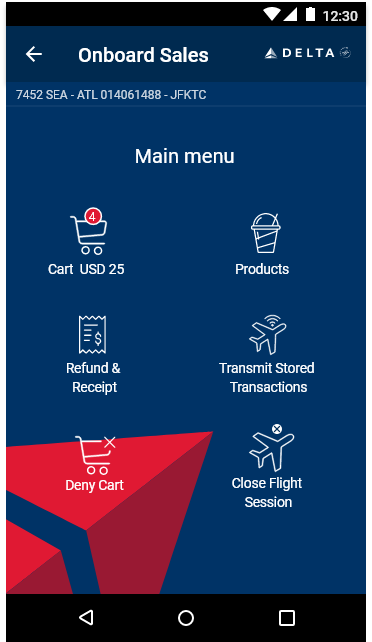 12:30
Onboard Sales
DELTA
7452 SEA - ATL 014061488 - JFKTC
Main menu
4
Cart USD 25
Products
$
Refund &
Receipt
Transmit Stored
Transactions
Deny Cart
Close Flight
Session